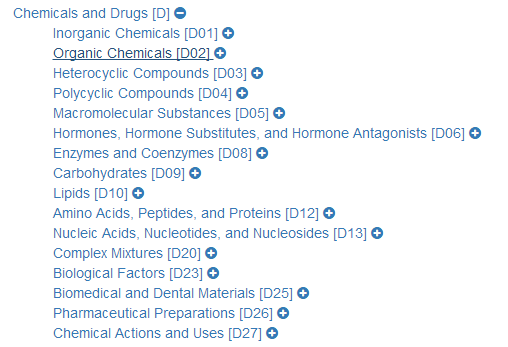 Chemicals and Drugs [D]
Inorganic Chemicals [D01]
Organic Chemicals [D02]
Heterocyclic Compounds [D03]
Polycyclic Compounds [D04]
Macromolecular Substances [D05]
Hormones, Hormone Substitutes, and Hormone Antagonists [D06]
Enzymes and Coenzymes [D08]
Carbohydrates [D09]
Lipids [D10]
Amino Acids, Peptides, and Proteins [D12]
Nucleic Acids, Nucleotides, and Nucleosides [D13]
Complex Mixtures [D20]
Biological Factors [D23]
Biomedical and Dental Materials [D25]
Pharmaceutical Preparations [D26]
Chemical Actions and Uses [D27]